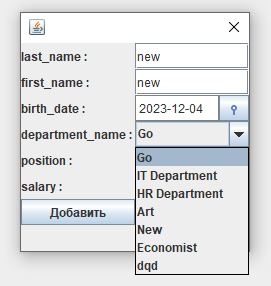 last_name : new
first_name : new
birth_date : 2023-12-04
department_name : Go
Go
IT Department
position :
HR Department
salary :
Art
New
Добавить
Economist
dqd